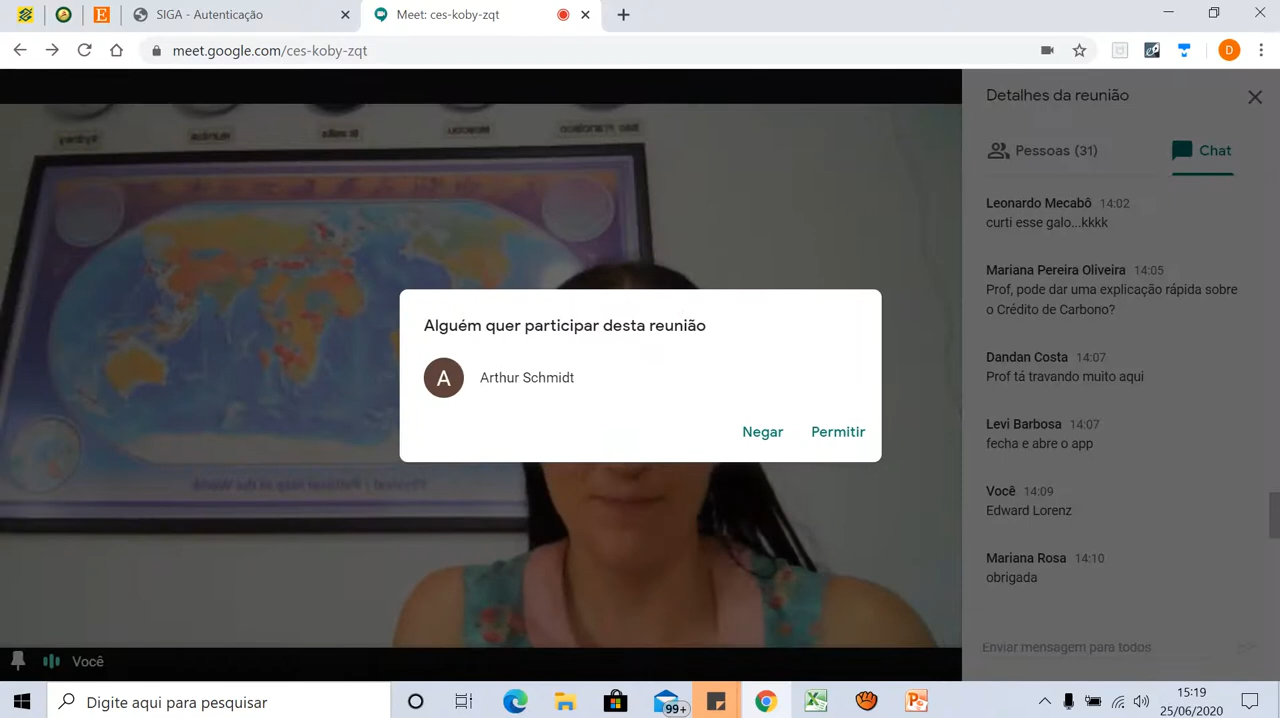 SIGA - Autenticação
Meet: ces-koby-zqt
meet.google.com/ces-koby-zqt
D
Detalhes da reunião
Pessoas (31)
Chat
Leonardo Mecabô 14:02
curti esse galo...kkkk
Mariana Pereira Oliveira 14:05
Prof, pode dar uma explicação rápida sobre
o Crédito de Carbono?
Dandan Costa 14:07
Prof tá travando muito aqui
Levi Barbosa 14:07
fecha e abre o app
Você 14:09
Edward Lorenz
Mariana Rosa 14:10
obrigada
Enviar mensagem para todos
Alguém quer participar desta reunião
A
Arthur Schmidt
Negar
Permitir
Você
Digite aqui para pesquisar
99+
15:19
25/06/2020